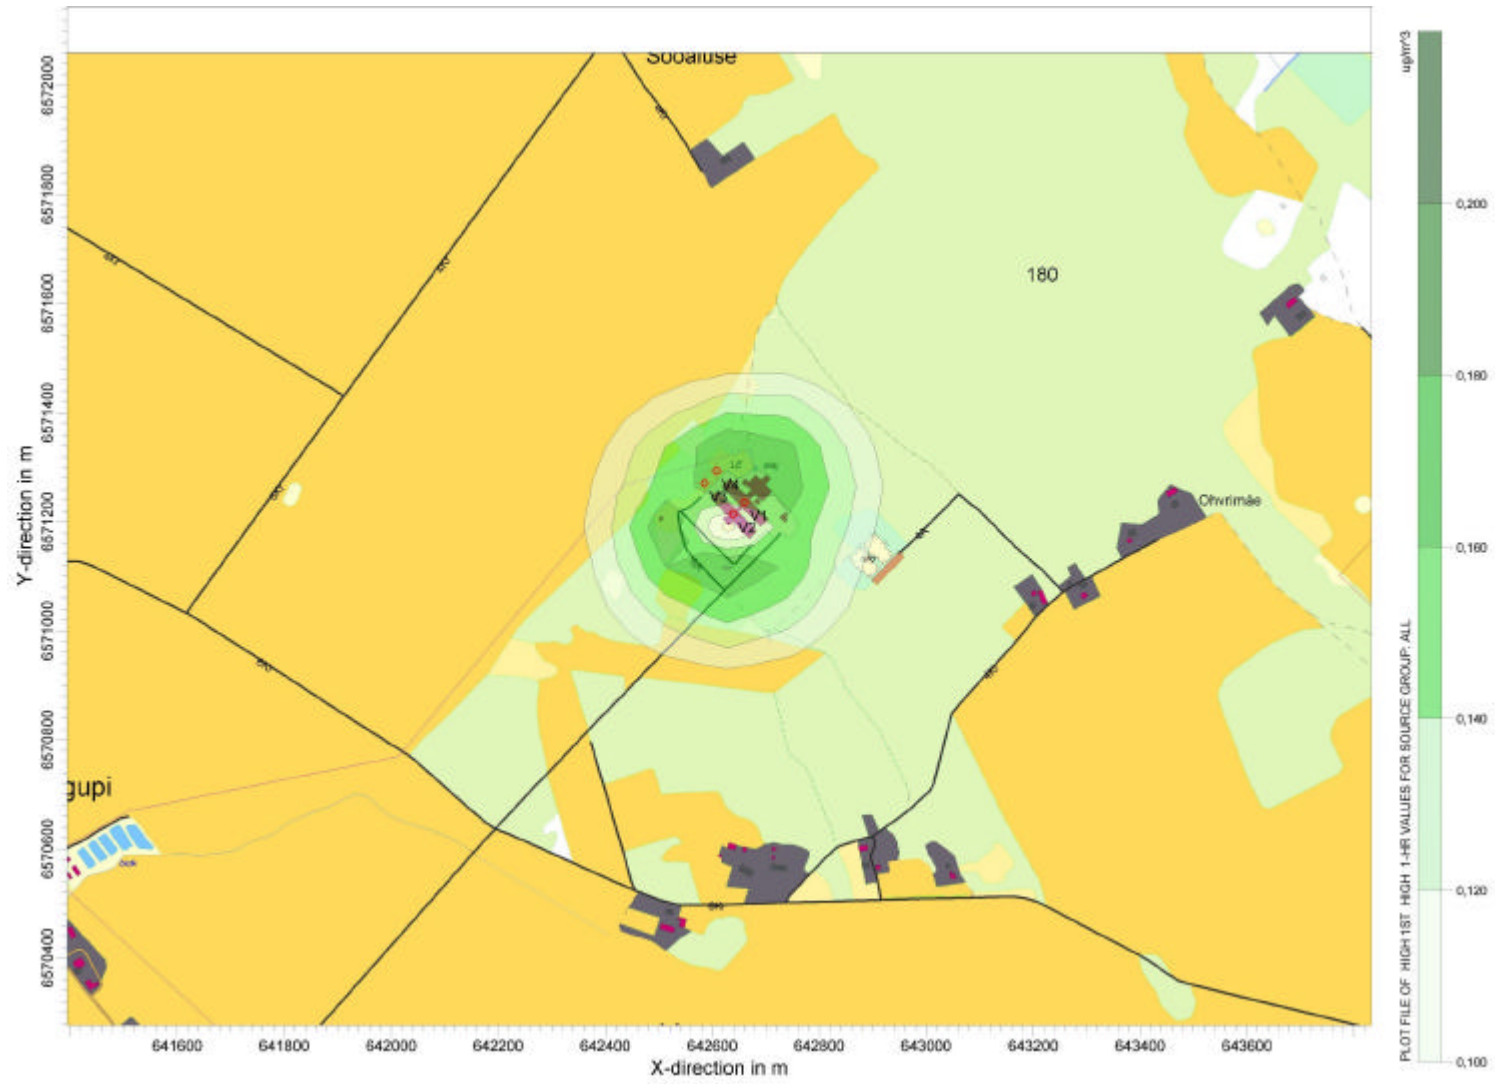 Sooaluse
ug/m^3
6572000
0,200
6571800
180
6571600
0,180
6571400
V4
V3
V1
V2
Ohvrimäe
6571200
0,160
Y-direction in m
6571000
6570800
0,140
gupi
6570600
0,120
6570400
PLOT FILE OF HIGH 1ST HIGH 1-HR VALUES FOR SOURCE GROUP: ALL
0,100
641600 641800 642000 642200 642400 642600 642800 643000 643200 643400 643600
X-direction in m